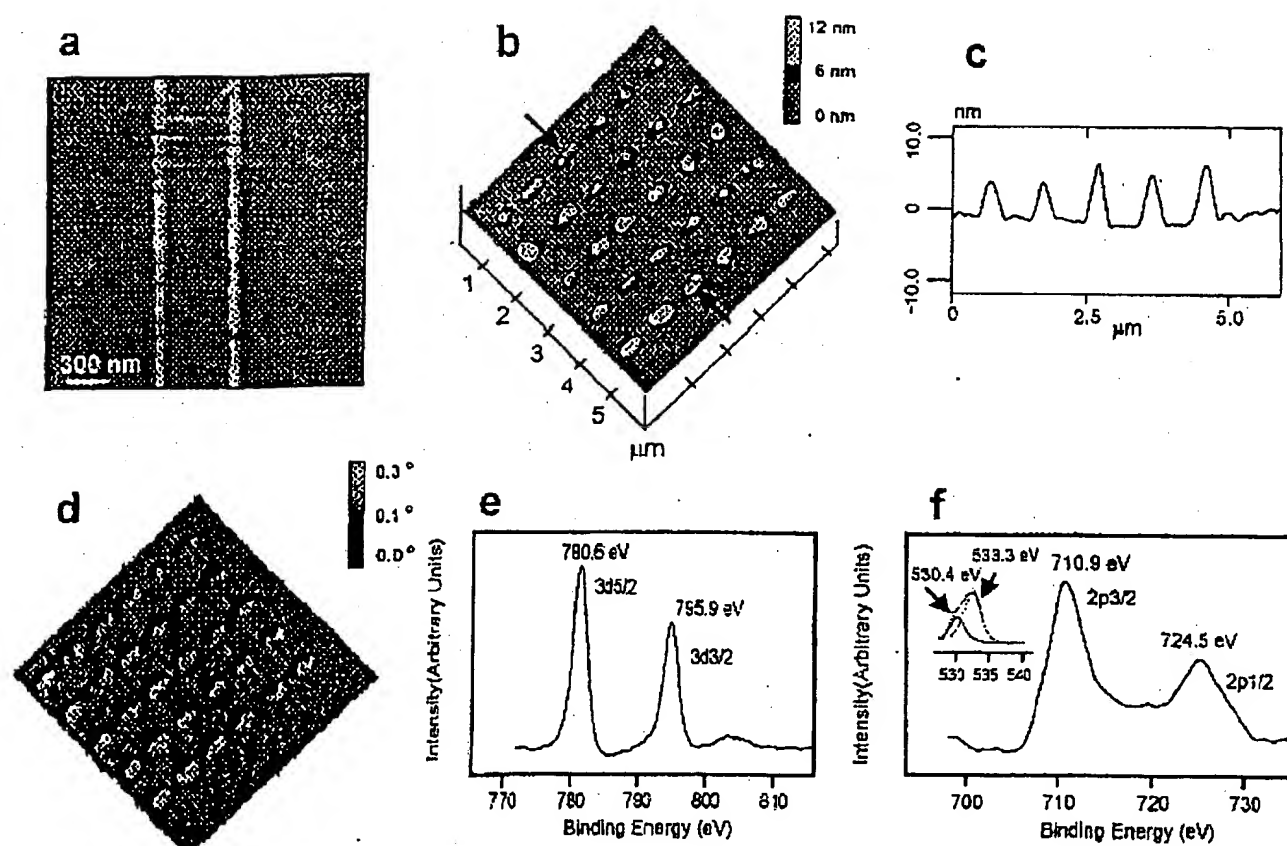 a
300 nm
b
12 nm
6 nm
0 nm
1
2
3
4
5
μm
c
nm
10.0
0
-10.0
0
2.5
5.0
μm
d
0.3 °
0.1 °
0.0°
e
Intensity(Arbitrary Units)
780.6 eV
3d5/2
795.9 eV
3d3/2
770 780 790 800 810
Binding Energy (eV)
f
Intensity(Arbitrary Units)
533.3 eV
530.4 eV
530 535 540
710.9 eV
2p3/2
724.5 eV
2p1/2
700 710 720 730
Binding Energy (eV)